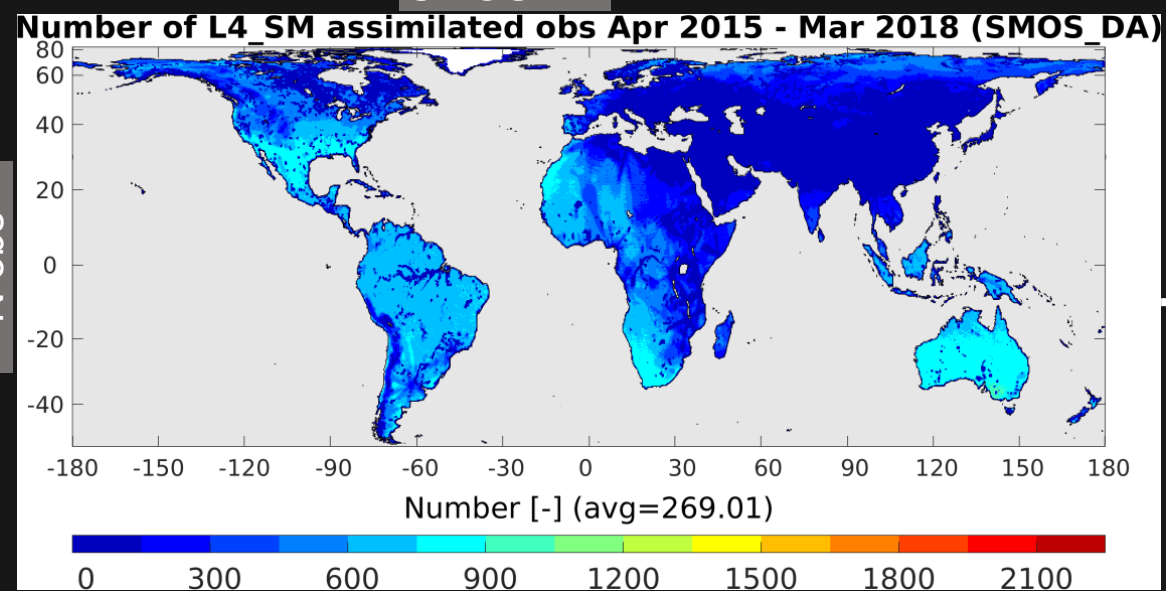 Number of L4_SM assimilated obs Apr 2015 - Mar 2018 (SMOS_DA)
80
60
40
20
0
-20
-40
-180 -150 -120 -90 -60 -30 0 30 60 90 120 150 180
Number [-] (avg=269.01)
0 300 600 900 1200 1500 1800 2100